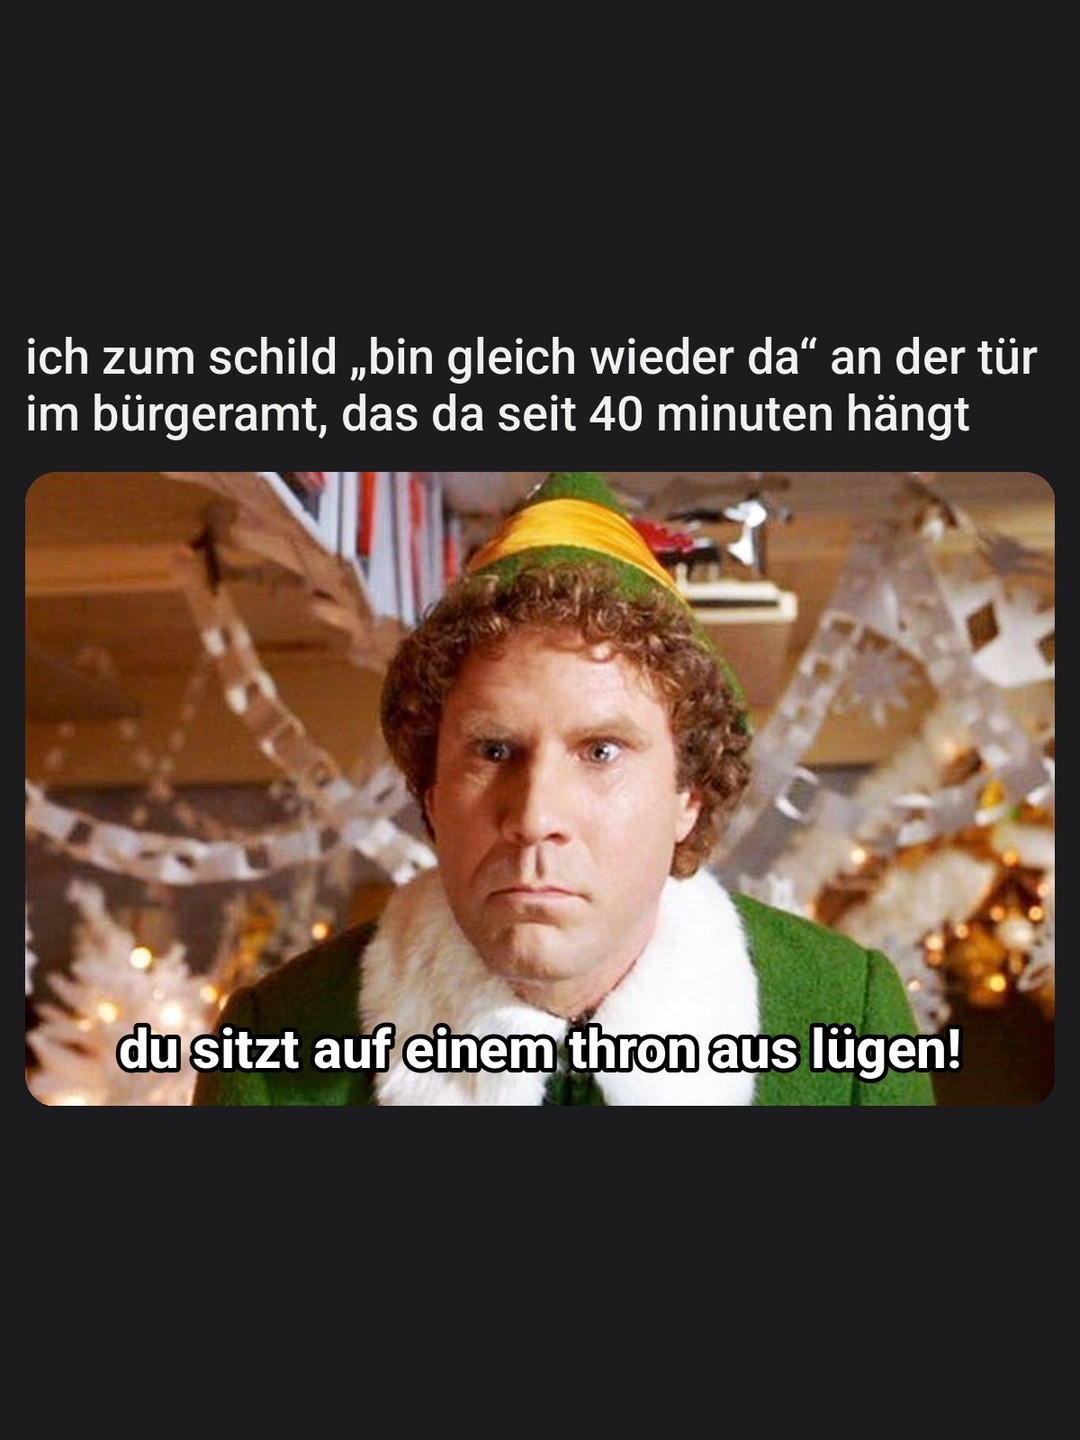 ich zum schild „bin gleich wieder da“ an der tür
im bürgeramt, das da seit 40 minuten hängt
du sitzt auf einem thron aus lügen!